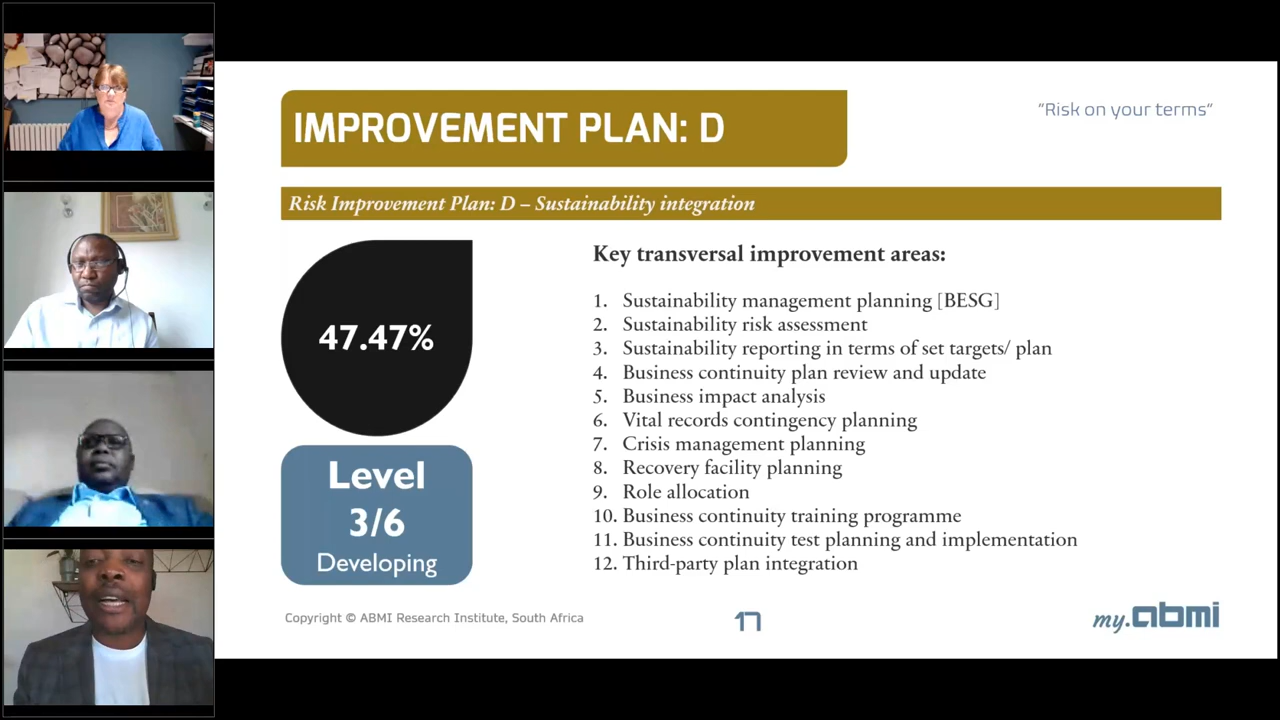 IMPROVEMENT PLAN: D
"Risk on your terms"
Risk Improvement Plan: D – Sustainability integration
47.47%
Level
3/6
Developing
Key transversal improvement areas:
1. Sustainability management planning [BESG]
2. Sustainability risk assessment
3. Sustainability reporting in terms of set targets/ plan
4. Business continuity plan review and update
5. Business impact analysis
6. Vital records contingency planning
7. Crisis management planning
8. Recovery facility planning
9. Role allocation
10. Business continuity training programme
11. Business continuity test planning and implementation
12. Third-party plan integration
Copyright © ABMI Research Institute, South Africa
17
my.abmi